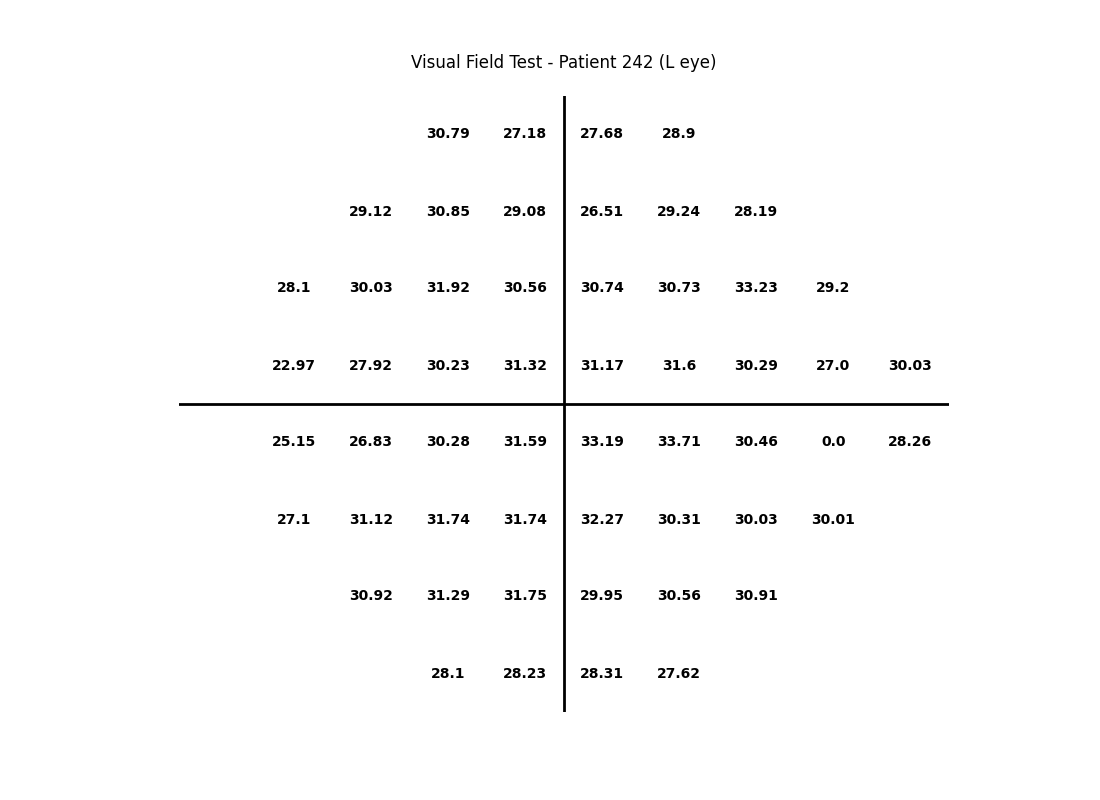 Visual Field Test - Patient 242 (L eye)
30.79 27.18 27.68 28.9
29.12 30.85 29.08 26.51 29.24 28.19
28.1 30.03 31.92 30.56 30.74 30.73 33.23 29.2
22.97 27.92 30.23 31.32 31.17 31.6 30.29 27.0 30.03
25.15 26.83 30.28 31.59 33.19 33.71 30.46 0.0 28.26
27.1 31.12 31.74 31.74 32.27 30.31 30.03 30.01
30.92 31.29 31.75 29.95 30.56 30.91
28.1 28.23 28.31 27.62